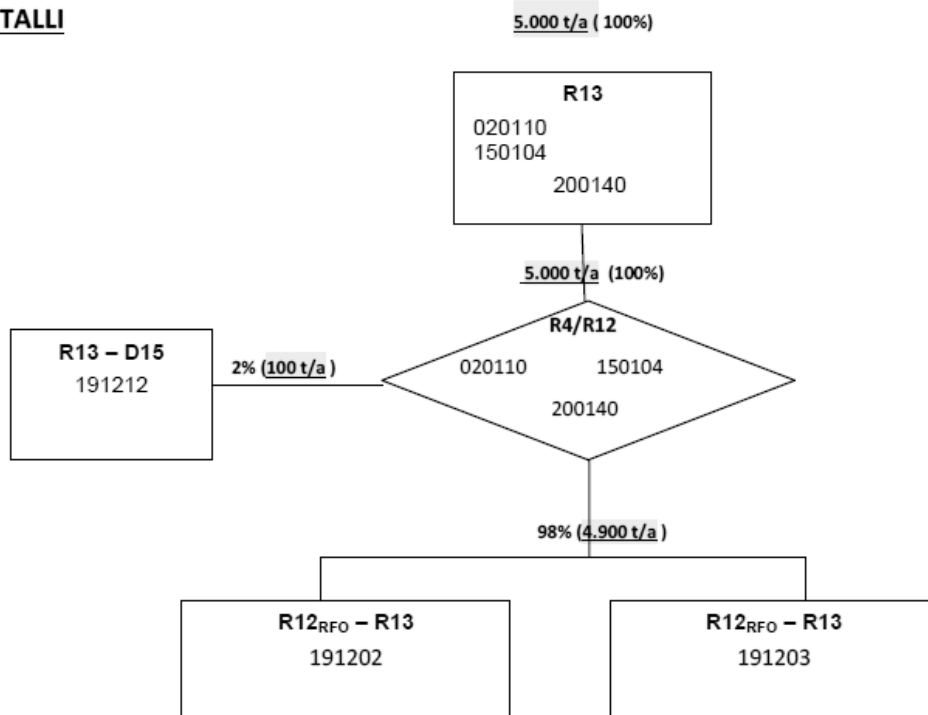 TALLI
5.000 t/a ( 100%)
R13
020110
150104
200140
5.000 t/a (100%)
R4/R12
020110 150104
200140
R13 – D15
191212
2% (100 t/a )
98% (4.900 t/a )
R12RFO – R13
191202
R12RFO – R13
191203